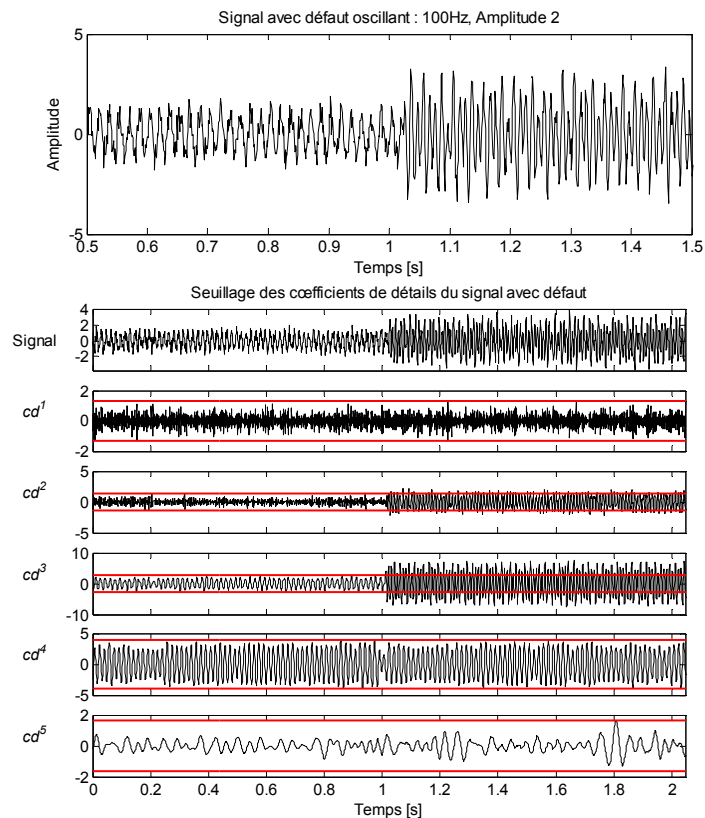 Signal avec défaut oscillant : 100Hz, Amplitude 2
5
Amplitude
0
-5
0.5 0.6 0.7 0.8 0.9 1 1.1 1.2 1.3 1.4 1.5
Temps [s]
Seuillage des cœfficients de détails du signal avec défaut
Signal
4
2
0
-2
cd1
2
0
-2
cd2
5
0
-5
cd3
10
0
-10
cd4
5
0
-5
cd5
2
0
-2
0 0.2 0.4 0.6 0.8 1 1.2 1.4 1.6 1.8 2
Temps [s]